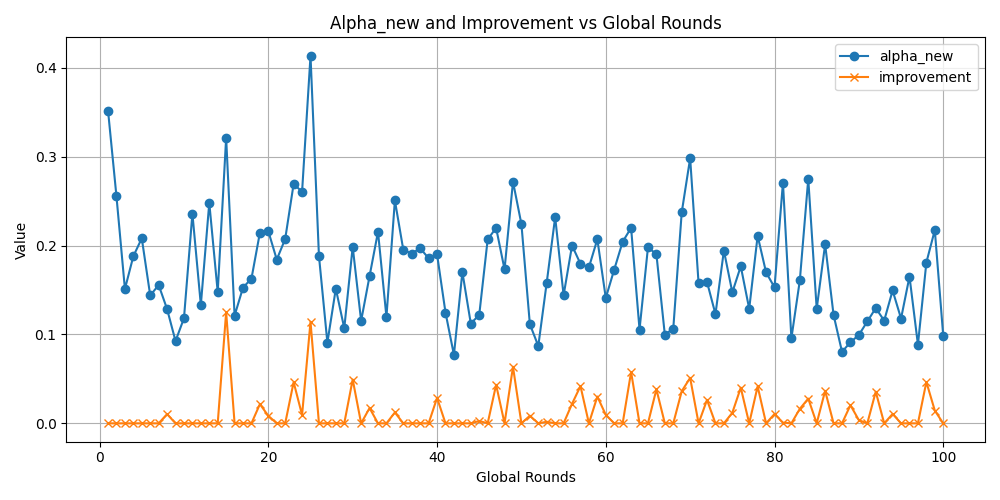 Alpha_new and Improvement vs Global Rounds
alpha_new
improvement
Value
0.4
0.3
0.2
0.1
0.0
0
20
40
60
80
100
Global Rounds